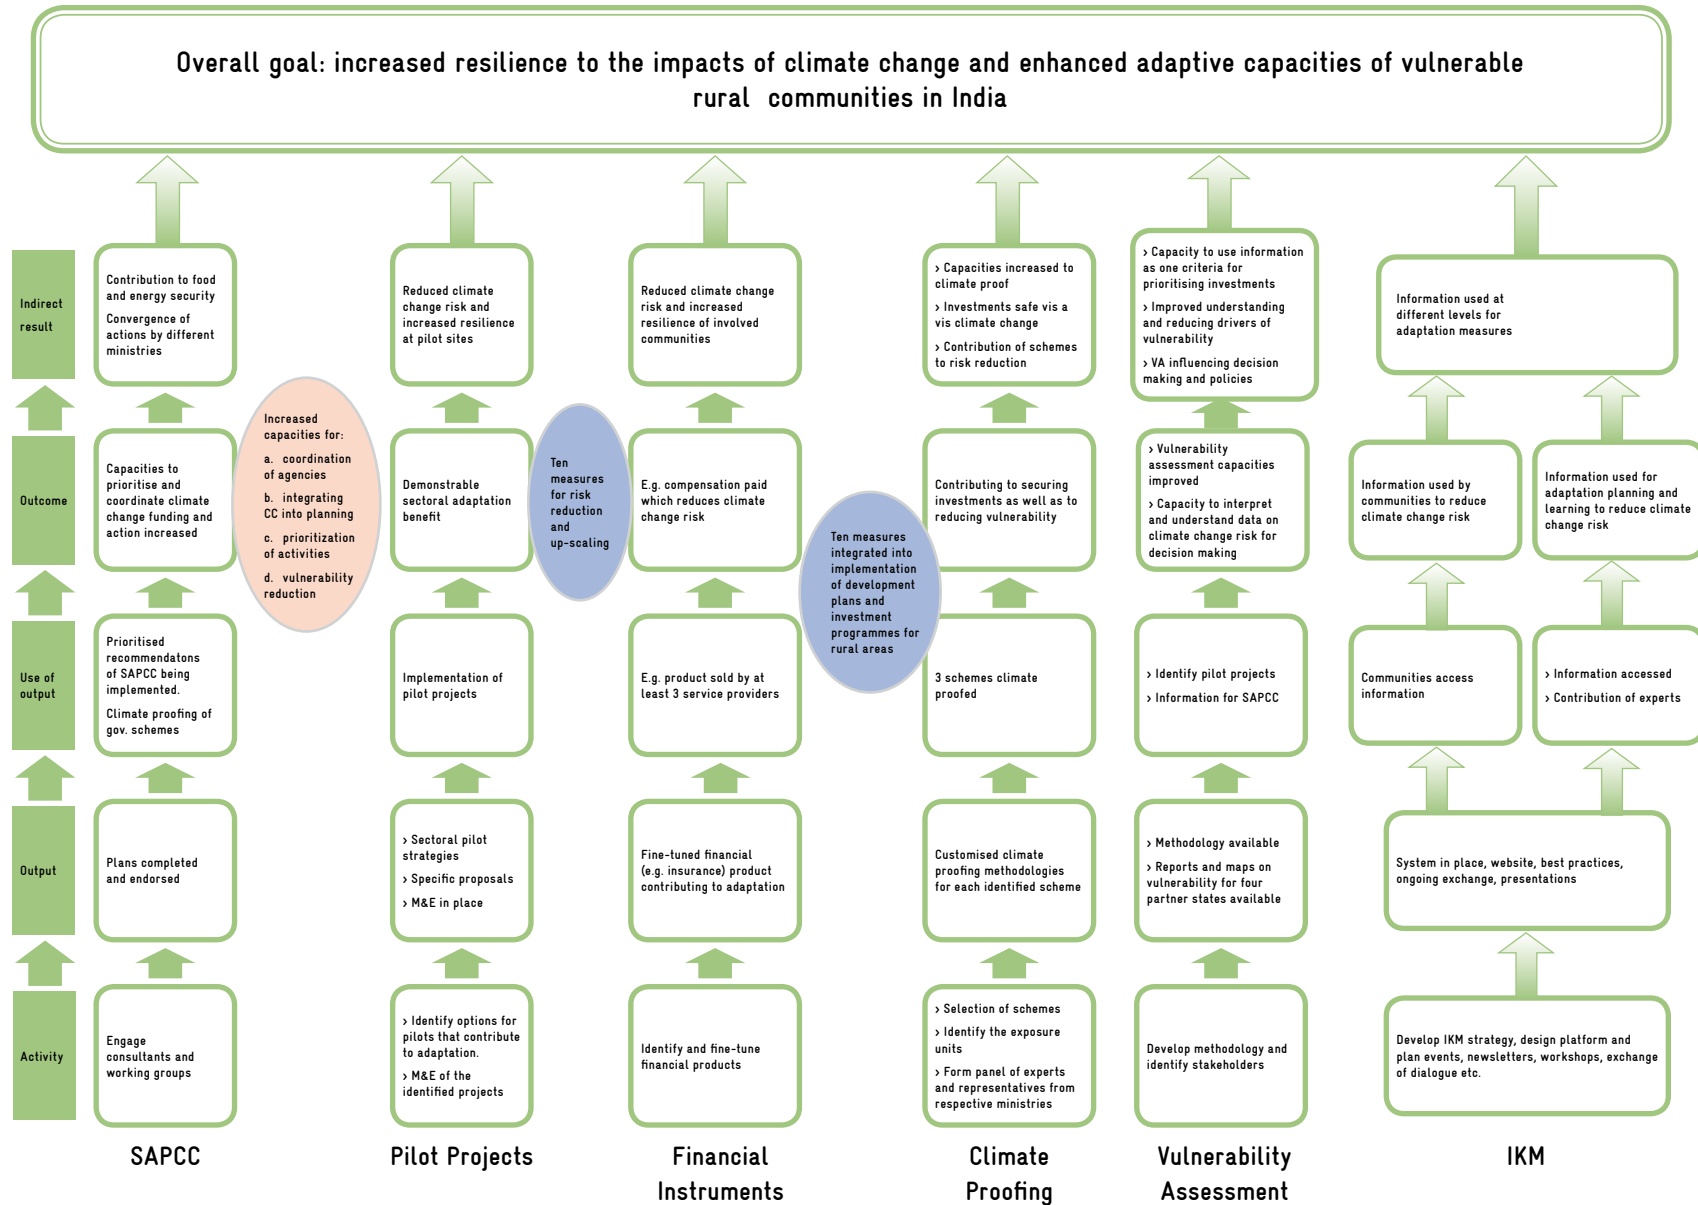 Overall goal: increased resilience to the impacts of climate change and enhanced adaptive capacities of vulnerable
rural communities in India
Indirect
result
Contribution to food
and energy security
Convergence of
actions by different
ministries
Reduced climate
change risk and
increased resilience
at pilot sites
Reduced climate change
risk and increased
resilience of involved
communities
› Capacities increased to
climate proof
› Investments safe vis a
vis climate change
› Contribution of schemes
to risk reduction
› Capacity to use information
as one criteria for
prioritising investments
› Improved understanding
and reducing drivers of
vulnerability
› VA influencing decision
making and policies
Information used at
different levels for
adaptation measures
Outcome
Capacities to
prioritise and
coordinate climate
change funding and
action increased
Increased
capacities for:
a. coordination
of agencies
b. integrating
CC into planning
c. prioritization
of activities
d. vulnerability
reduction
Demonstrable
sectoral adaptation
benefit
Ten
measures
for risk
reduction
and
up-scaling
E.g. compensation paid
which reduces climate
change risk
Ten measures
integrated into
implementation
of development
plans and
investment
programmes for
rural areas
Contributing to securing
investments as well as to
reducing vulnerability
› Vulnerability
assessment capacities
improved
› Capacity to interpret
and understand data on
climate change risk for
decision making
Information used by
communities to reduce
climate change risk
Information used for
adaptation planning and
learning to reduce climate
change risk
Use of
output
Prioritised
recommendatons
of SAPCC being
implemented.
Climate proofing of
gov. schemes
Implementation of
pilot projects
E.g. product sold by at
least 3 service providers
3 schemes climate
proofed
› Identify pilot projects
› Information for SAPCC
Communities access
information
› Information accessed
› Contribution of experts
Output
Plans completed
and endorsed
› Sectoral pilot
strategies
› Specific proposals
› M&E in place
Fine-tuned financial
(e.g. insurance) product
contributing to adaptation
Customised climate
proofing methodologies
for each identified scheme
› Methodology available
› Reports and maps on
vulnerability for four
partner states available
System in place, website, best practices,
ongoing exchange, presentations
Activity
Engage
consultants and
working groups
› Identify options for
pilots that contribute
to adaptation.
› M&E of the
identified projects
Identify and fine-tune
financial products
› Selection of schemes
› Identify the exposure
units
› Form panel of experts
and representatives from
respective ministries
Develop methodology and
identify stakeholders
Develop IKM strategy, design platform and
plan events, newsletters, workshops, exchange
of dialogue etc.
SAPCC
Pilot Projects
Financial
Instruments
Climate
Proofing
Vulnerability
Assessment
IKM